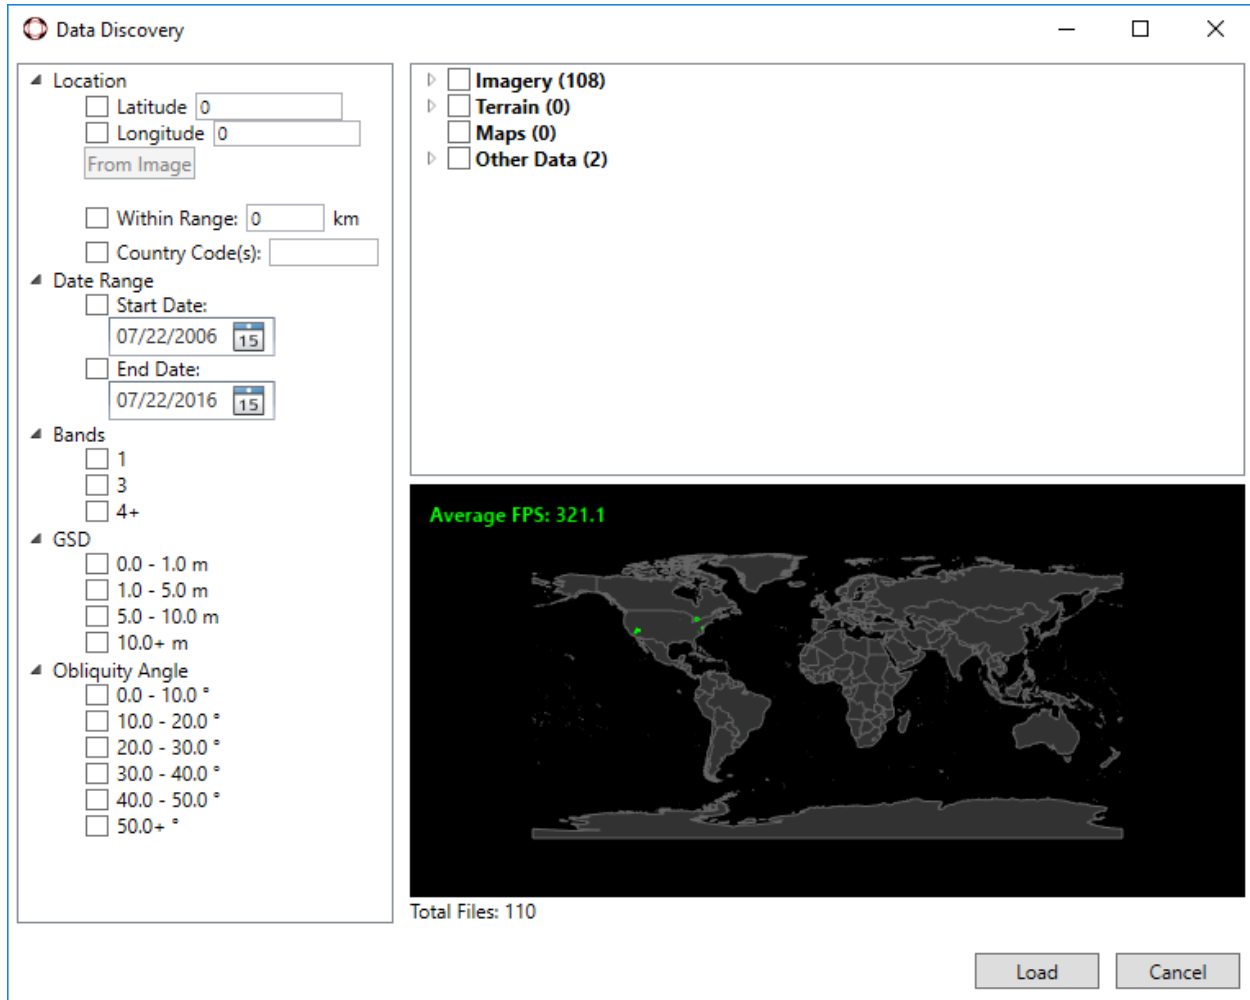 Data Discovery
Location
Latitude 0
Longitude 0
From Image
Within Range: 0 km
Country Code(s):
Date Range
Start Date:
07/22/2006 15
End Date:
07/22/2016 15
Bands
1
3
4+
GSD
0.0 - 1.0 m
1.0 - 5.0 m
5.0 - 10.0 m
10.0+ m
Obliquity Angle
0.0 - 10.0 °
10.0 - 20.0 °
20.0 - 30.0 °
30.0 - 40.0 °
40.0 - 50.0 °
50.0+ °
Imagery (108)
Terrain (0)
Maps (0)
Other Data (2)
Average FPS: 321.1
Total Files: 110
Load
Cancel